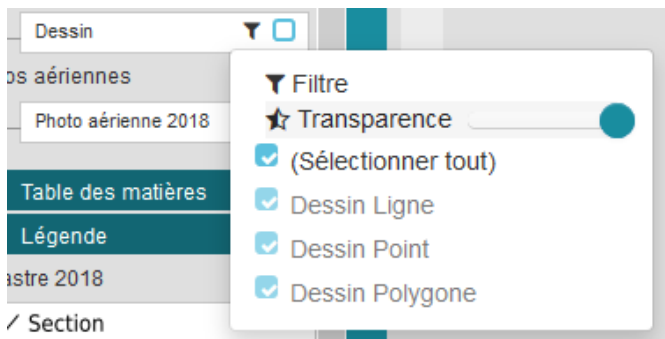 Dessin
os aériennes
Photo aérienne 2018
Table des matières
Légende
astre 2018
Section
Filtre
Transparence
(Sélectionner tout)
Dessin Ligne
Dessin Point
Dessin Polygone